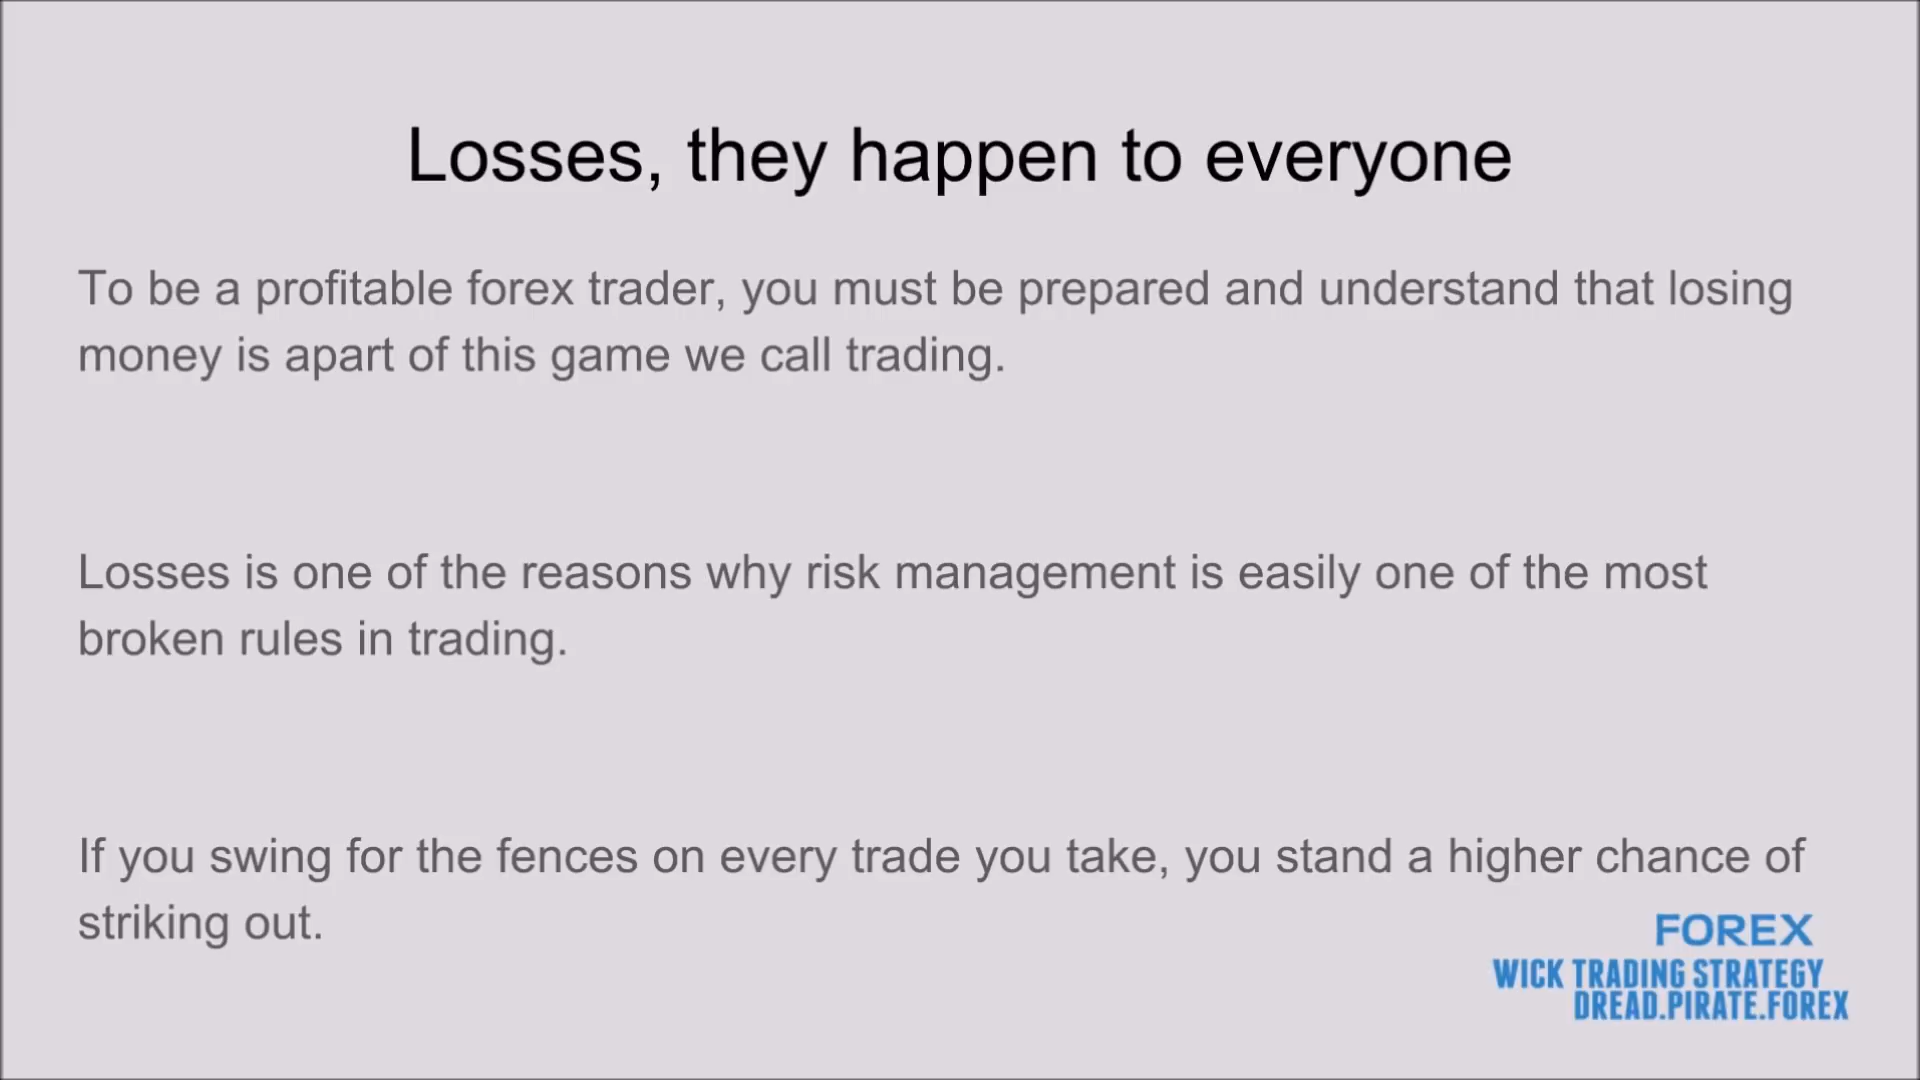 Losses, they happen to everyone
To be a profitable forex trader, you must be prepared and understand that losing
money is apart of this game we call trading.
Losses is one of the reasons why risk management is easily one of the most
broken rules in trading.
If you swing for the fences on every trade you take, you stand a higher chance of
striking out.
FOREX
WICK TRADING STRATEGY
DREAD.PIRATE.FOREX